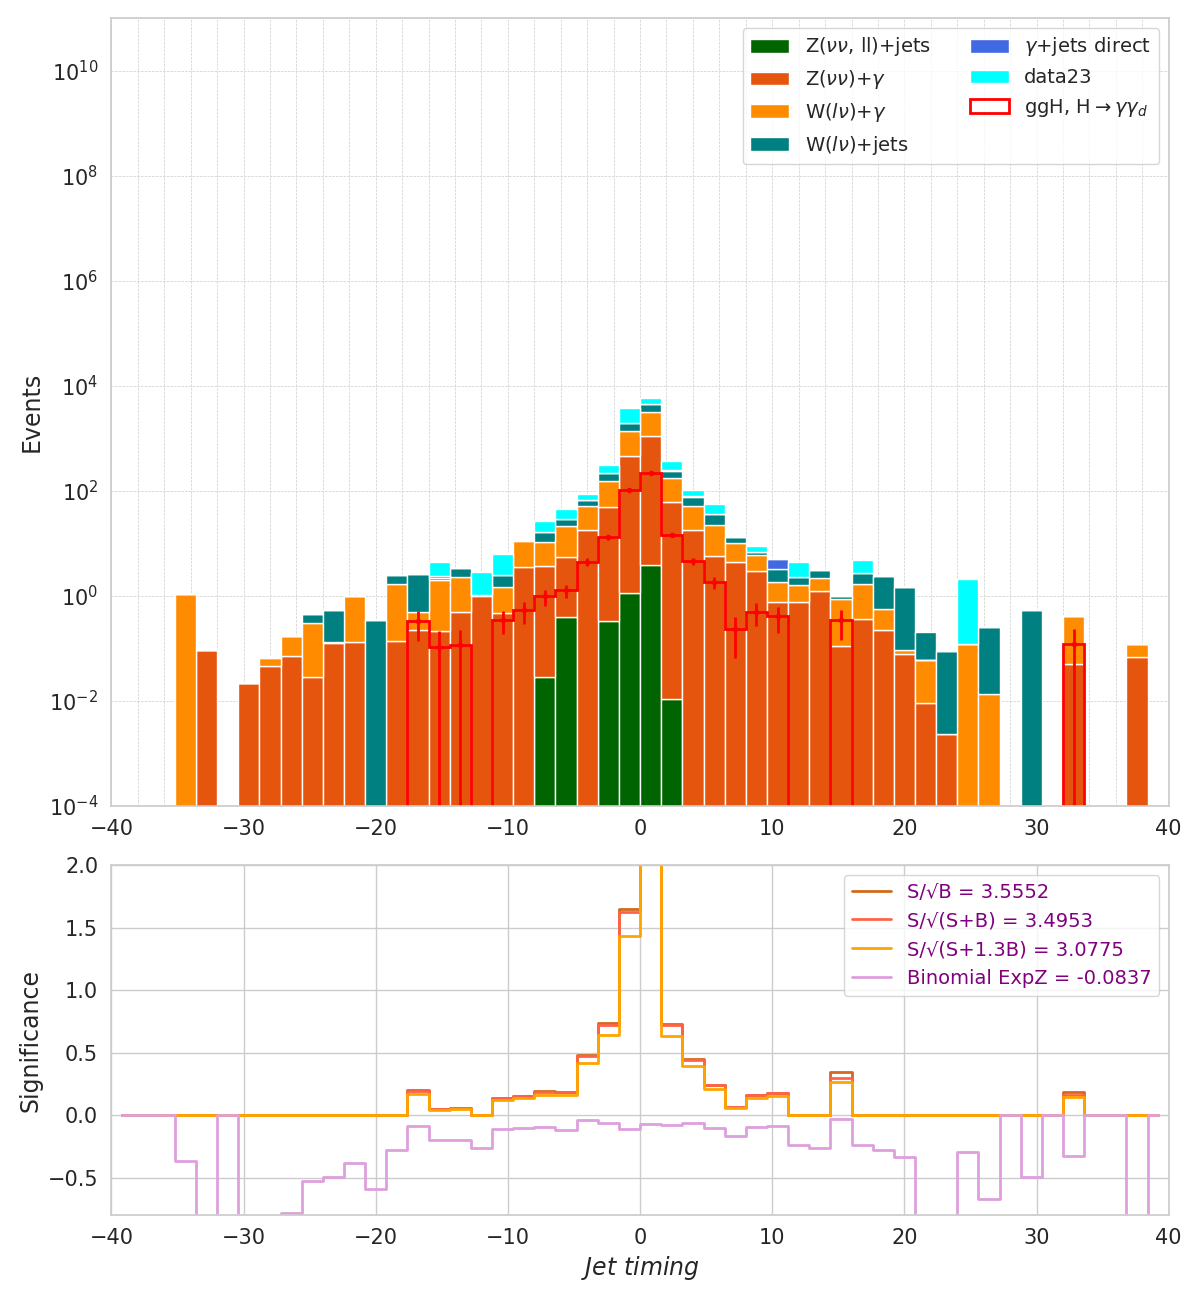 Z(νν, ll)+jets
Z(νν)+γ
W(lν)+γ
W(lν)+jets
γ+jets direct
data23
ggH, H→γγ_d
Events
10^10
10^8
10^6
10^4
10^2
10^0
10^−2
10^−4
−40 −30 −20 −10 0 10 20 30 40
S/√B = 3.5552
S/√(S+B) = 3.4953
S/√(S+1.3B) = 3.0775
Binomial ExpZ = -0.0837
Significance
2.0
1.5
1.0
0.5
0.0
−0.5
−40 −30 −20 −10 0 10 20 30 40
Jet timing